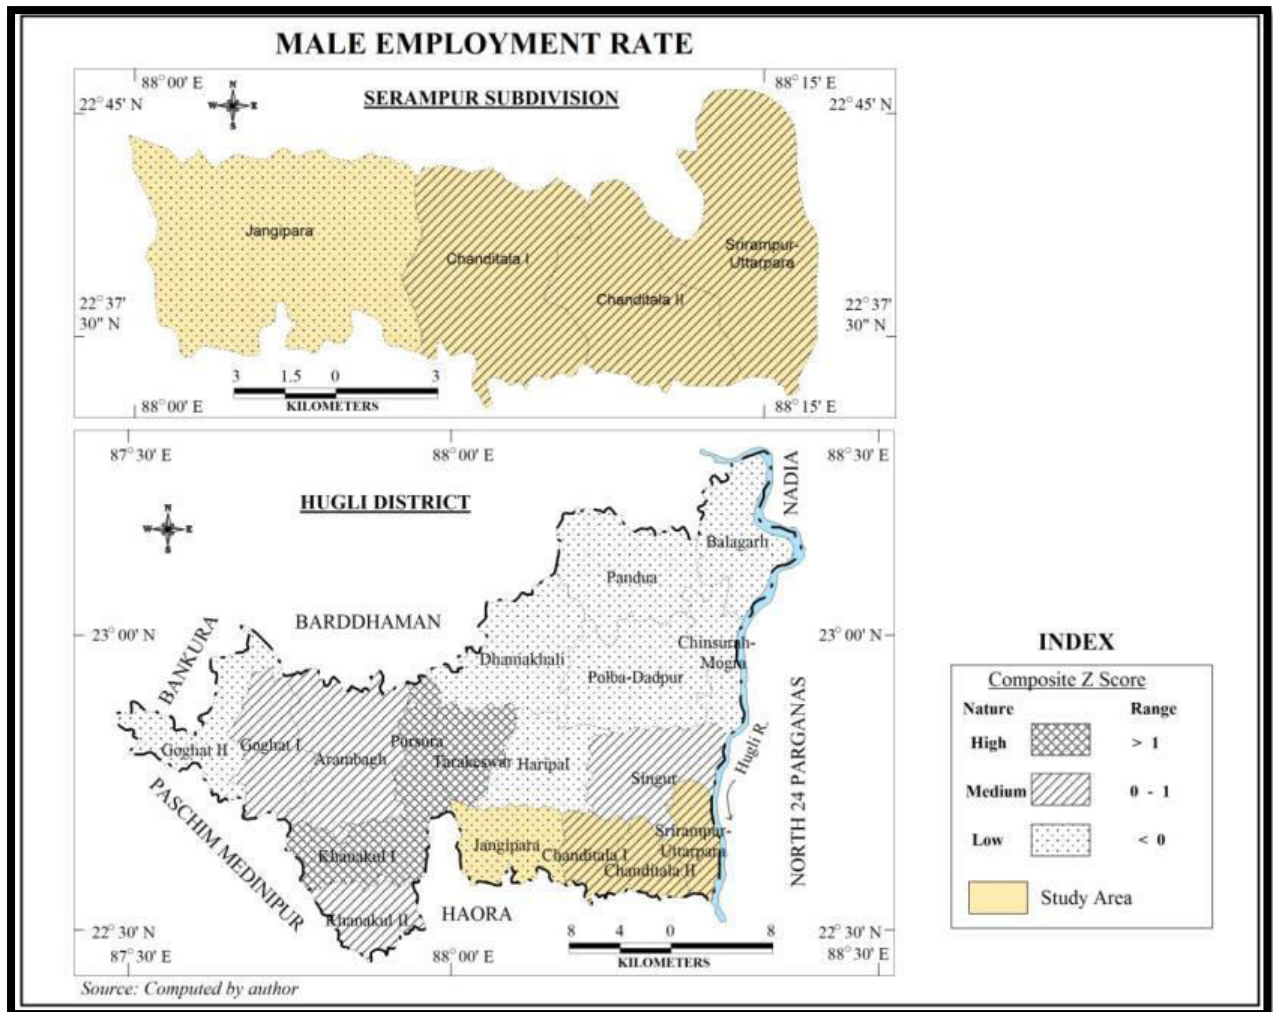 MALE EMPLOYMENT RATE
88°00' E
88°15' E
22°45' N
N
W E
S
SERAMPUR SUBDIVISION
22°45' N
Jangipara
Chanditala I
Srirampur-
Uttarpara
Chanditala II
22°37'
30" N
22°37'
30" N
3 1.5 0 3
KILOMETERS
88°00' E
88°15' E
87°30' E
88°00' E
88°30' E
HUGLI DISTRICT
N
W E
S
NADIA
Balagarh
Pandua
BARDDHAMAN
BANKURA
23°00' N
23°00' N
Dhaniakhali
Chinsurah-
Mogra
Polba-Dadpur
Goghat II
Goghat I
Arambagh
Pursura
Tarakeswar
Haripal
Singur
Hugli R.
NORTH 24 PARGANAS
PASCHIM MEDINIPUR
Khanakul I
Jangipara
Chanditala I
Srirampur-
Uttarpara
Chanditala II
Khanakul II
HAORA
22°30' N
22°30' N
8 4 0 8
KILOMETERS
87°30' E
88°00' E
88°30' E
Source: Computed by author
INDEX
Composite Z Score
Nature Range
High > 1
Medium 0 - 1
Low < 0
Study Area